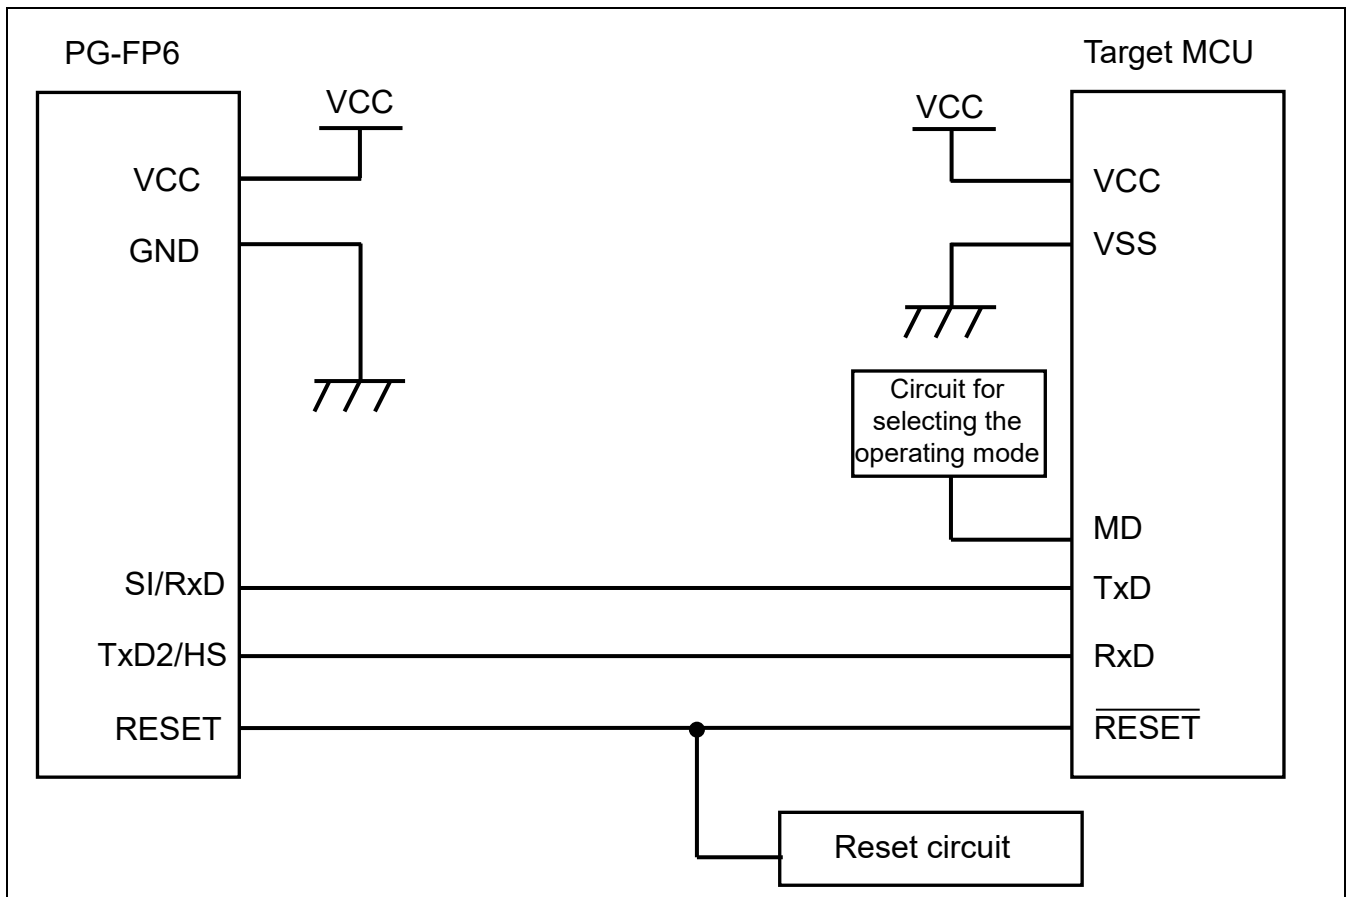 PG-FP6
Target MCU
VCC
VCC
VCC
GND
VCC
VSS
Circuit for
selecting the
operating mode
MD
SI/RxD
TxD
TxD2/HS
RxD
RESET
RESET
Reset circuit